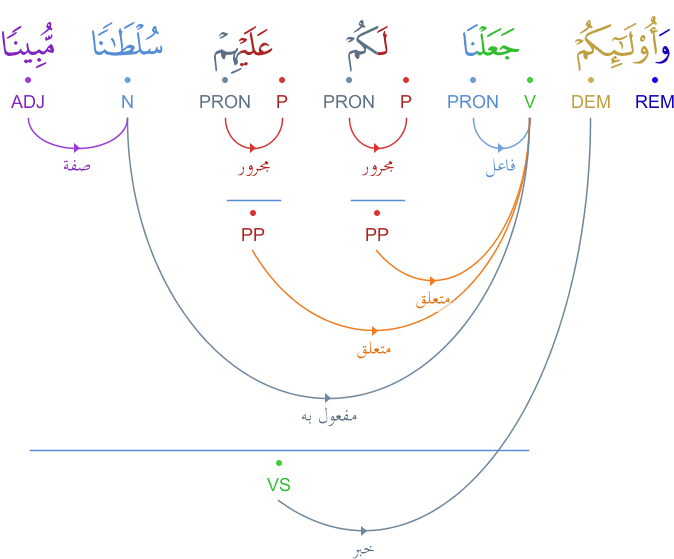 وَأُو۟لَـٰٓئِكُمْ جَعَلْنَا لَكُمْ عَلَيْهِمْ سُلْطَـٰنًا مُّبِينًا
REM DEM V PRON P PRON P PRON N ADJ
فاعل مجرور مجرور صفة
PP PP
متعلق
متعلق
مفعول به
VS
خبر